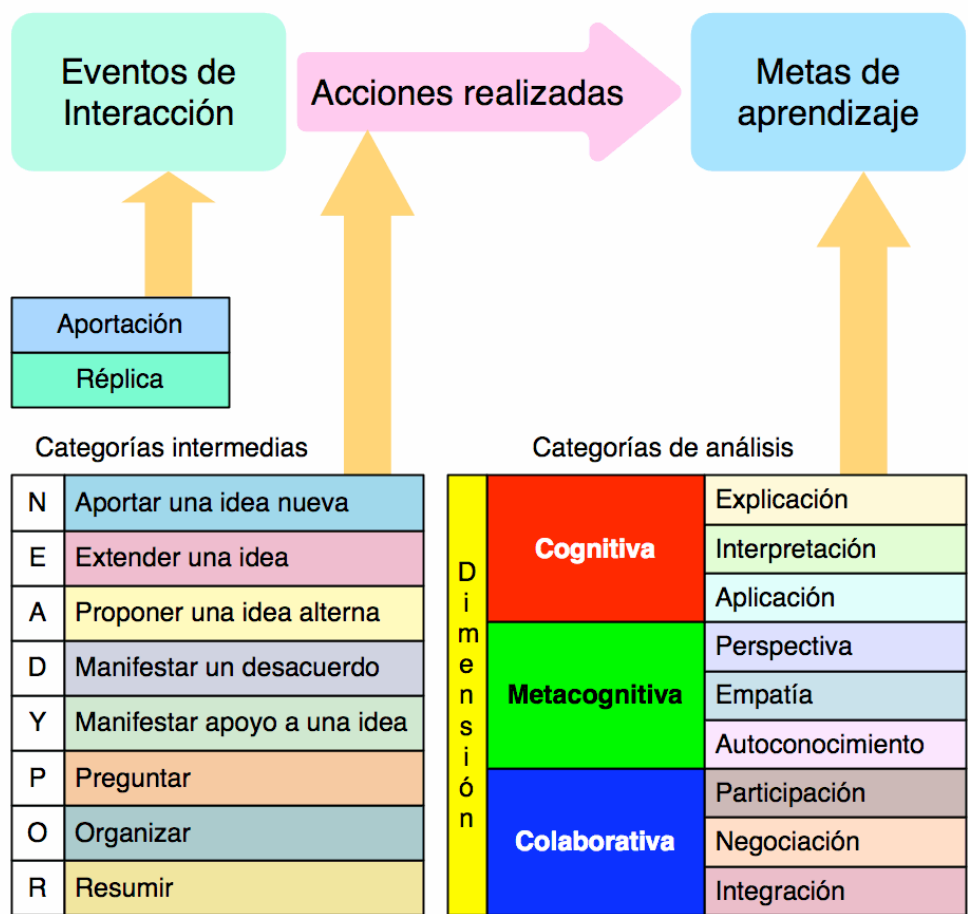 Eventos de
Interacción
Acciones realizadas
Metas de
aprendizaje
Aportación
Réplica
Categorías intermedias
N Aportar una idea nueva
E Extender una idea
A Proponer una idea alterna
D Manifestar un desacuerdo
Y Manifestar apoyo a una idea
P Preguntar
O Organizar
R Resumir
Categorías de análisis
Dimensión
Cognitiva
Explicación
Interpretación
Aplicación
Metacognitiva
Perspectiva
Empatía
Autoconocimiento
Colaborativa
Participación
Negociación
Integración